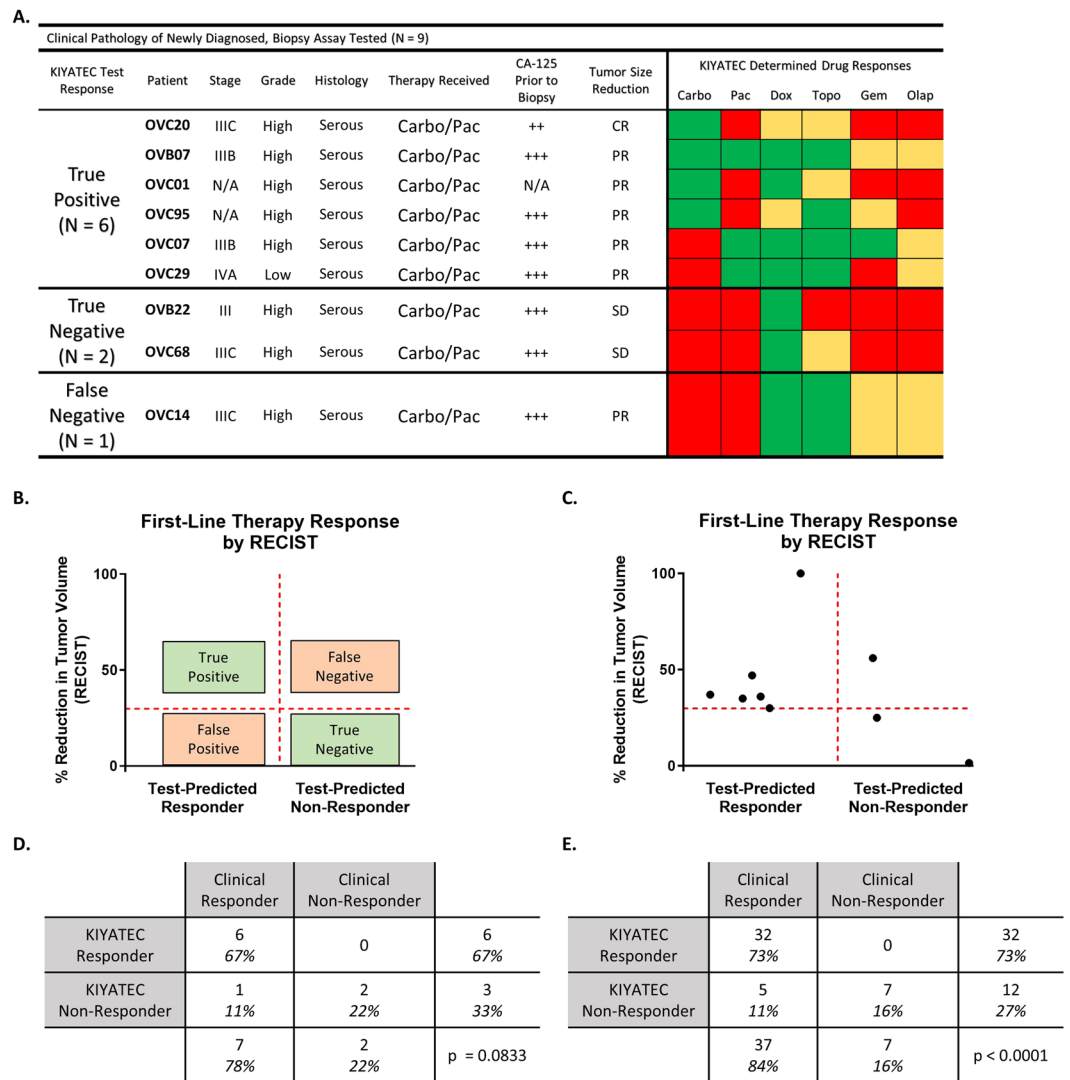 A.
Clinical Pathology of Newly Diagnosed, Biopsy Assay Tested (N = 9)
KIYATEC Test
Response
Patient
Stage
Grade
Histology
Therapy Received
CA-125
Prior to
Biopsy
Tumor Size
Reduction
KIYATEC Determined Drug Responses
Carbo Pac Dox Topo Gem Olap
True
Positive
(N = 6)
OVC20 IIIC High Serous Carbo/Pac ++ CR
OVB07 IIIB High Serous Carbo/Pac +++ PR
OVC01 N/A High Serous Carbo/Pac N/A PR
OVC95 N/A High Serous Carbo/Pac +++ PR
OVC07 IIIB High Serous Carbo/Pac +++ PR
OVC29 IVA Low Serous Carbo/Pac +++ PR
True
Negative
(N = 2)
OVB22 III High Serous Carbo/Pac +++ SD
OVC68 IIIC High Serous Carbo/Pac +++ SD
False
Negative
(N = 1)
OVC14 IIIC High Serous Carbo/Pac +++ PR
B.
First-Line Therapy Response
by RECIST
% Reduction in Tumor Volume
(RECIST)
100
50
0
True
Positive
False
Negative
False
Positive
True
Negative
Test-Predicted
Responder
Test-Predicted
Non-Responder
C.
First-Line Therapy Response
by RECIST
% Reduction in Tumor Volume
(RECIST)
100
50
0
Test-Predicted
Responder
Test-Predicted
Non-Responder
D.
Clinical
Responder
Clinical
Non-Responder
KIYATEC
Responder
6
67%
0
6
67%
KIYATEC
Non-Responder
1
11%
2
22%
3
33%
7
78%
2
22%
p = 0.0833
E.
Clinical
Responder
Clinical
Non-Responder
KIYATEC
Responder
32
73%
0
32
73%
KIYATEC
Non-Responder
5
11%
7
16%
12
27%
37
84%
7
16%
p < 0.0001